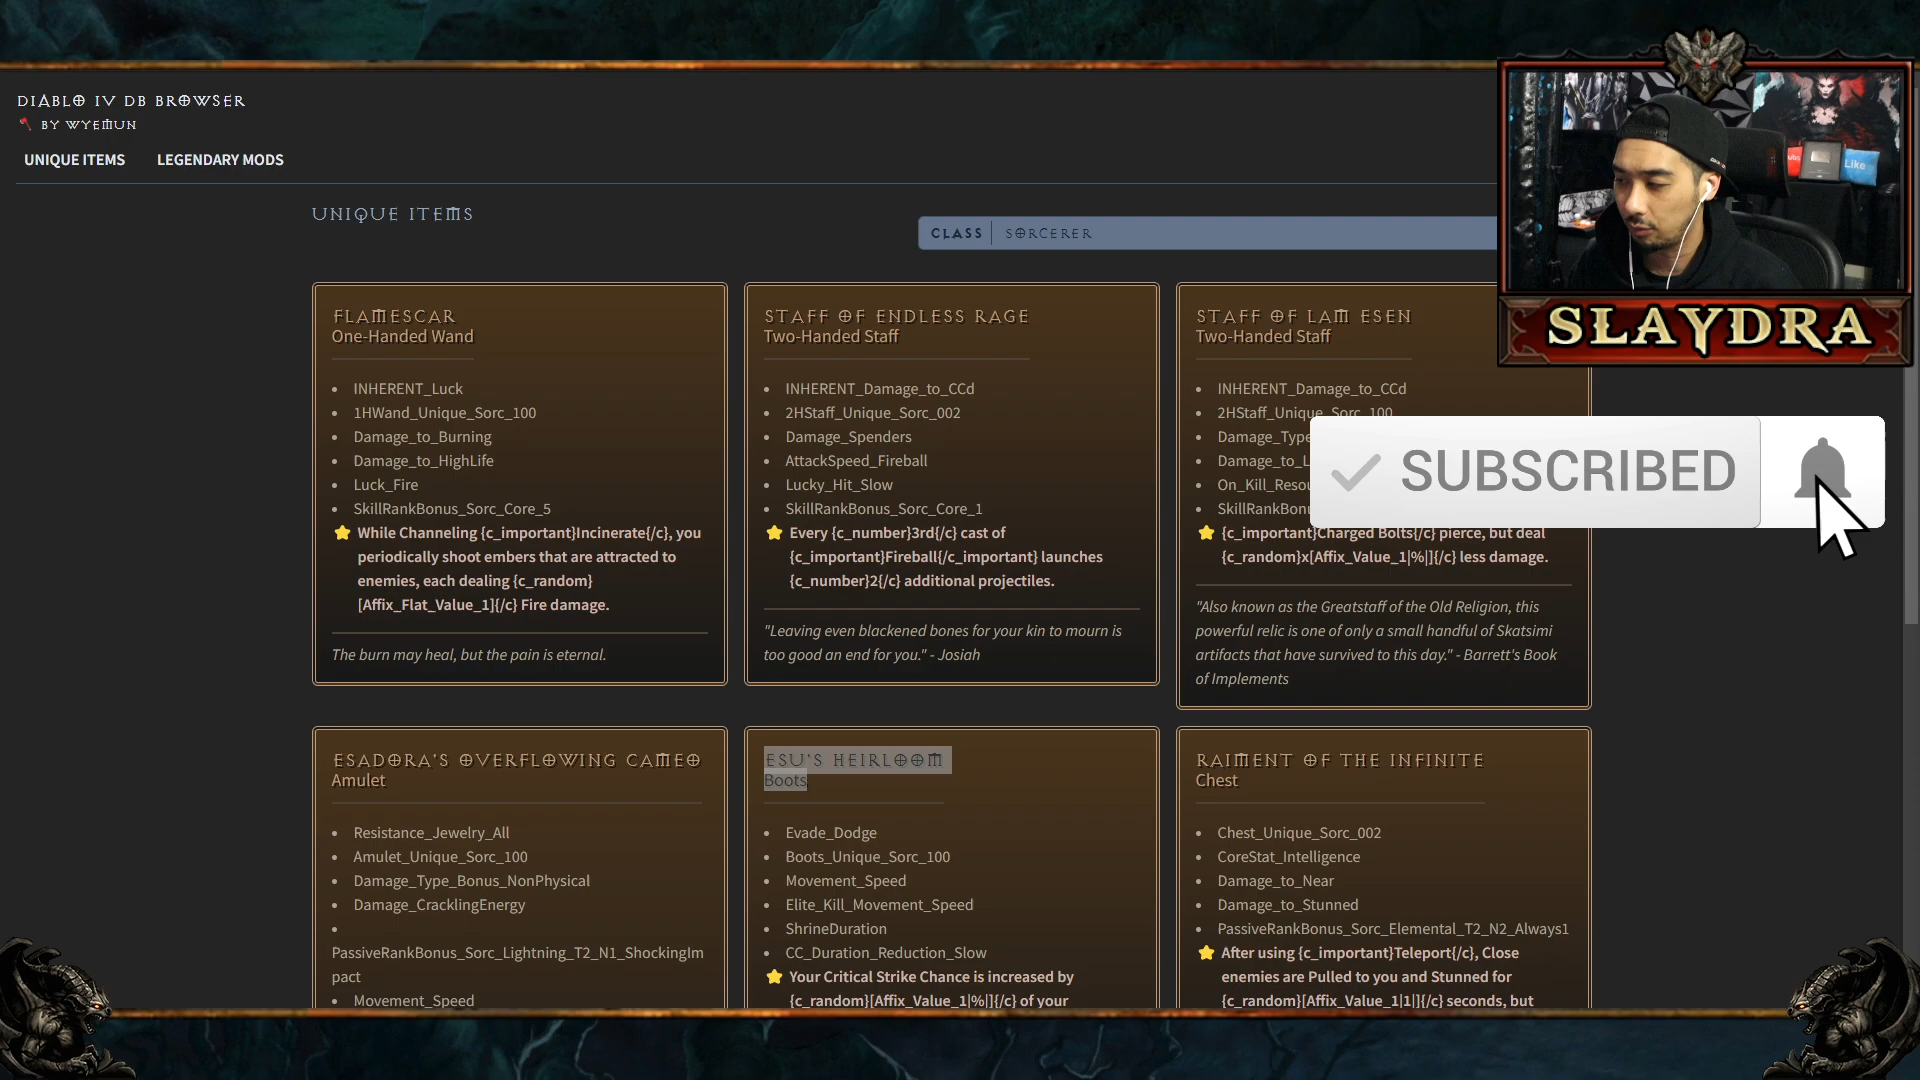 DIABLO IV DB BROWSER
BY WYEMUN
UNIQUE ITEMS LEGENDARY MODS
UNIQUE ITEMS
CLASS SORCERER
FLAMESCAR
One-Handed Wand
INHERENT_Luck
1HWand_Unique_Sorc_100
Damage_to_Burning
Damage_to_HighLife
Luck_Fire
SkillRankBonus_Sorc_Core_5
While Channeling {c_important}Incinerate{/c}, you
periodically shoot embers that are attracted to
enemies, each dealing {c_random}
[Affix_Flat_Value_1]{/c} Fire damage.
The burn may heal, but the pain is eternal.
STAFF OF ENDLESS RAGE
Two-Handed Staff
INHERENT_Damage_to_CCd
2HStaff_Unique_Sorc_002
Damage_Spenders
AttackSpeed_Fireball
Lucky_Hit_Slow
SkillRankBonus_Sorc_Core_1
Every {c_number}3rd{/c} cast of
{c_important}Fireball{/c_important} launches
{c_number}2{/c} additional projectiles.
"Leaving even blackened bones for your kin to mourn is
too good an end for you." - Josiah
STAFF OF LAM ESEN
Two-Handed Staff
INHERENT_Damage_to_CCd
2HStaff_Unique_Sorc_100
Damage_Type
Damage_to_L
On_Kill_Resou
SkillRankBonu
{c_important}Charged Bolts{/c} pierce, but deal
{c_random}x[Affix_Value_1|%|]{/c} less damage.
"Also known as the Greatstaff of the Old Religion, this
powerful relic is one of only a small handful of Skatsimi
artifacts that have survived to this day." - Barrett's Book
of Implements
ESADORA'S OVERFLOWING CAMEO
Amulet
Resistance_Jewelry_All
Amulet_Unique_Sorc_100
Damage_Type_Bonus_NonPhysical
Damage_CracklingEnergy
PassiveRankBonus_Sorc_Lightning_T2_N1_ShockingIm
pact
Movement_Speed
ESU'S HEIRLOOM
Boots
Evade_Dodge
Boots_Unique_Sorc_100
Movement_Speed
Elite_Kill_Movement_Speed
ShrineDuration
CC_Duration_Reduction_Slow
Your Critical Strike Chance is increased by
{c_random}[Affix_Value_1|%|]{/c} of your
RAIMENT OF THE INFINITE
Chest
Chest_Unique_Sorc_002
CoreStat_Intelligence
Damage_to_Near
Damage_to_Stunned
PassiveRankBonus_Sorc_Elemental_T2_N2_Always1
After using {c_important}Teleport{/c}, Close
enemies are Pulled to you and Stunned for
{c_random}[Affix_Value_1|1|]{/c} seconds, but
Like
SLAYDRA
SUBSCRIBED